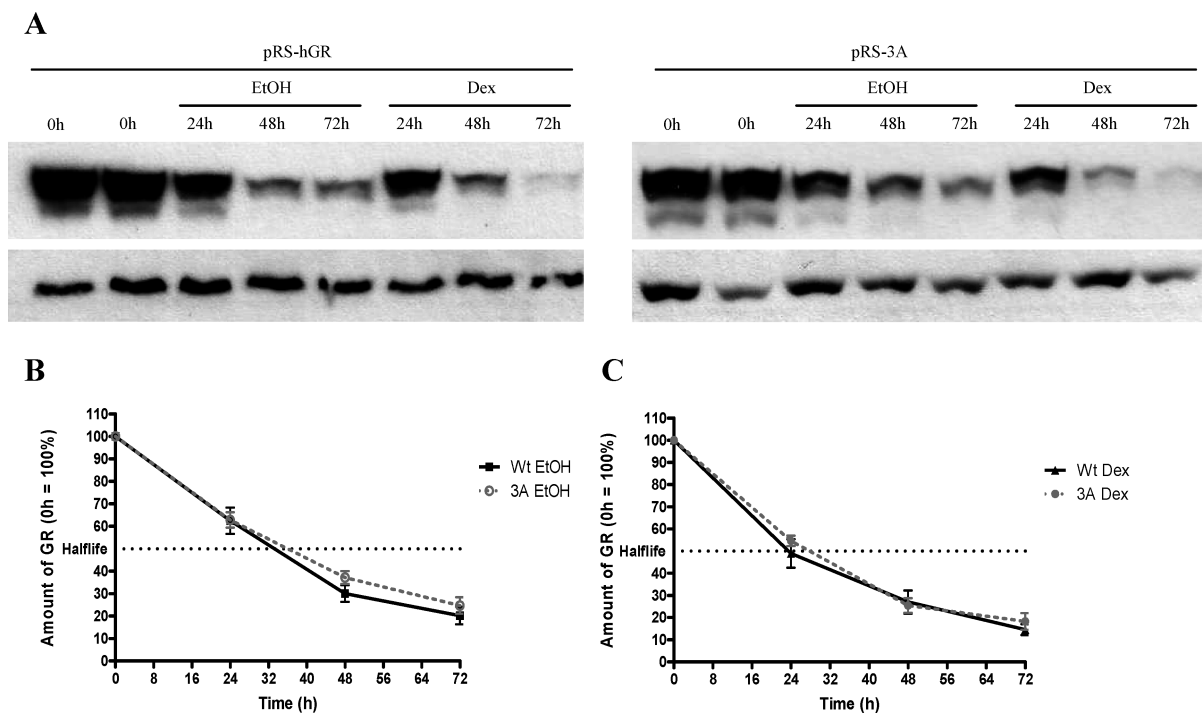 A
pRS-hGR
pRS-3A
EtOH
Dex
EtOH
Dex
0h
0h
24h
48h
72h
24h
48h
72h
0h
0h
24h
48h
72h
24h
48h
72h
B
C
Amount of GR (0h = 100%)
110
100
90
80
70
60
Halflife
40
30
20
10
0
0
8
16
24
32
40
48
56
64
72
Time (h)
Wt EtOH
3A EtOH
Amount of GR (0h = 100%)
110
100
90
80
70
60
Halflife
40
30
20
10
0
0
8
16
24
32
40
48
56
64
72
Time (h)
Wt Dex
3A Dex